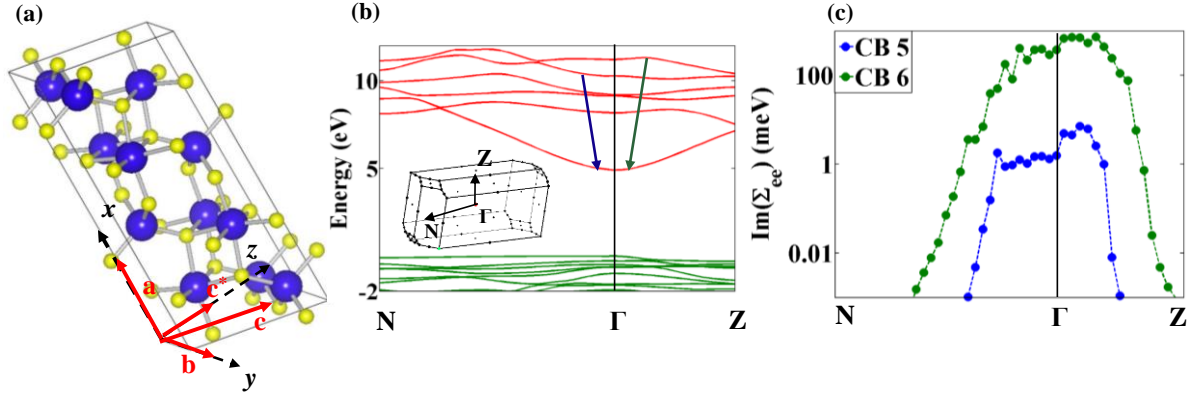 (a)
x
a
z
c*
c
b
y
(b)
Energy (eV)
10
5
-2
Z
N
Γ
N
Γ
Z
(c)
Im(Σee) (meV)
CB 5
CB 6
100
1
0.01
N
Γ
Z